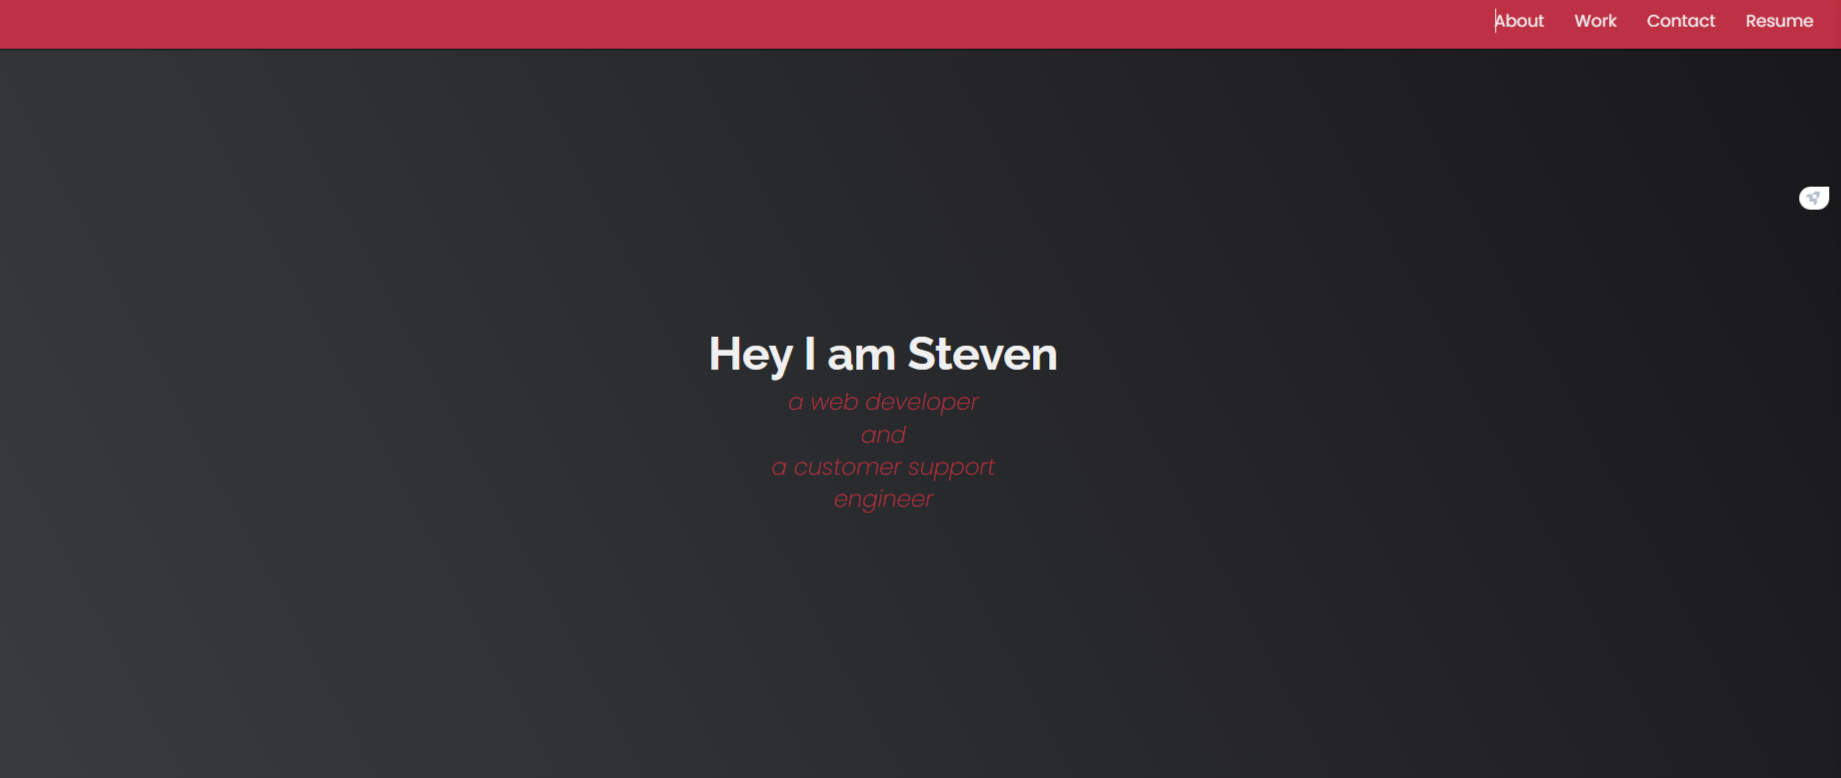 About Work Contact Resume
Hey I am Steven
a web developer
and
a customer support
engineer